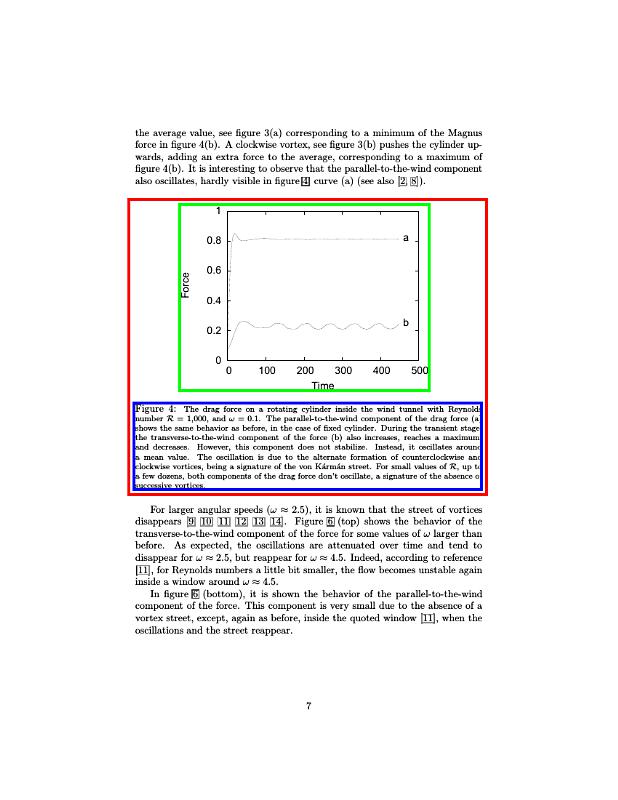 the average value, see figure 3(a) corresponding to a minimum of the Magnus
force in figure 4(b). A clockwise vortex, see figure 3(b) pushes the cylinder up-
wards, adding an extra force to the average, corresponding to a maximum of
figure 4(b). It is interesting to observe that the parallel-to-the-wind component
also oscillates, hardly visible in figure 4 curve (a) (see also [2, 8]).
1
0.8
0.6
0.4
0.2
0
Force
a
b
0 100 200 300 400 500
Time
Figure 4: The drag force on a rotating cylinder inside the wind tunnel with Reynolds
number R = 1,000, and ω = 0.1. The parallel-to-the-wind component of the drag force (a)
shows the same behavior as before, in the case of fixed cylinder. During the transient stage
the transverse-to-the-wind component of the force (b) also increases, reaches a maximum
and decreases. However, this component does not stabilize. Instead, it oscillates around
a mean value. The oscillation is due to the alternate formation of counterclockwise and
clockwise vortices, being a signature of the von Kármán street. For small values of R, up to
a few dozens, both components of the drag force don't oscillate, a signature of the absence of
successive vortices.
For larger angular speeds (ω ≈ 2.5), it is known that the street of vortices
disappears [9, 10, 11, 12, 13, 14]. Figure 6 (top) shows the behavior of the
transverse-to-the-wind component of the force for some values of ω larger than
before. As expected, the oscillations are attenuated over time and tend to
disappear for ω ≈ 2.5, but reappear for ω ≈ 4.5. Indeed, according to reference
[11], for Reynolds numbers a little bit smaller, the flow becomes unstable again
inside a window around ω ≈ 4.5.
In figure 6 (bottom), it is shown the behavior of the parallel-to-the-wind
component of the force. This component is very small due to the absence of a
vortex street, except, again as before, inside the quoted window [11], when the
oscillations and the street reappear.
7